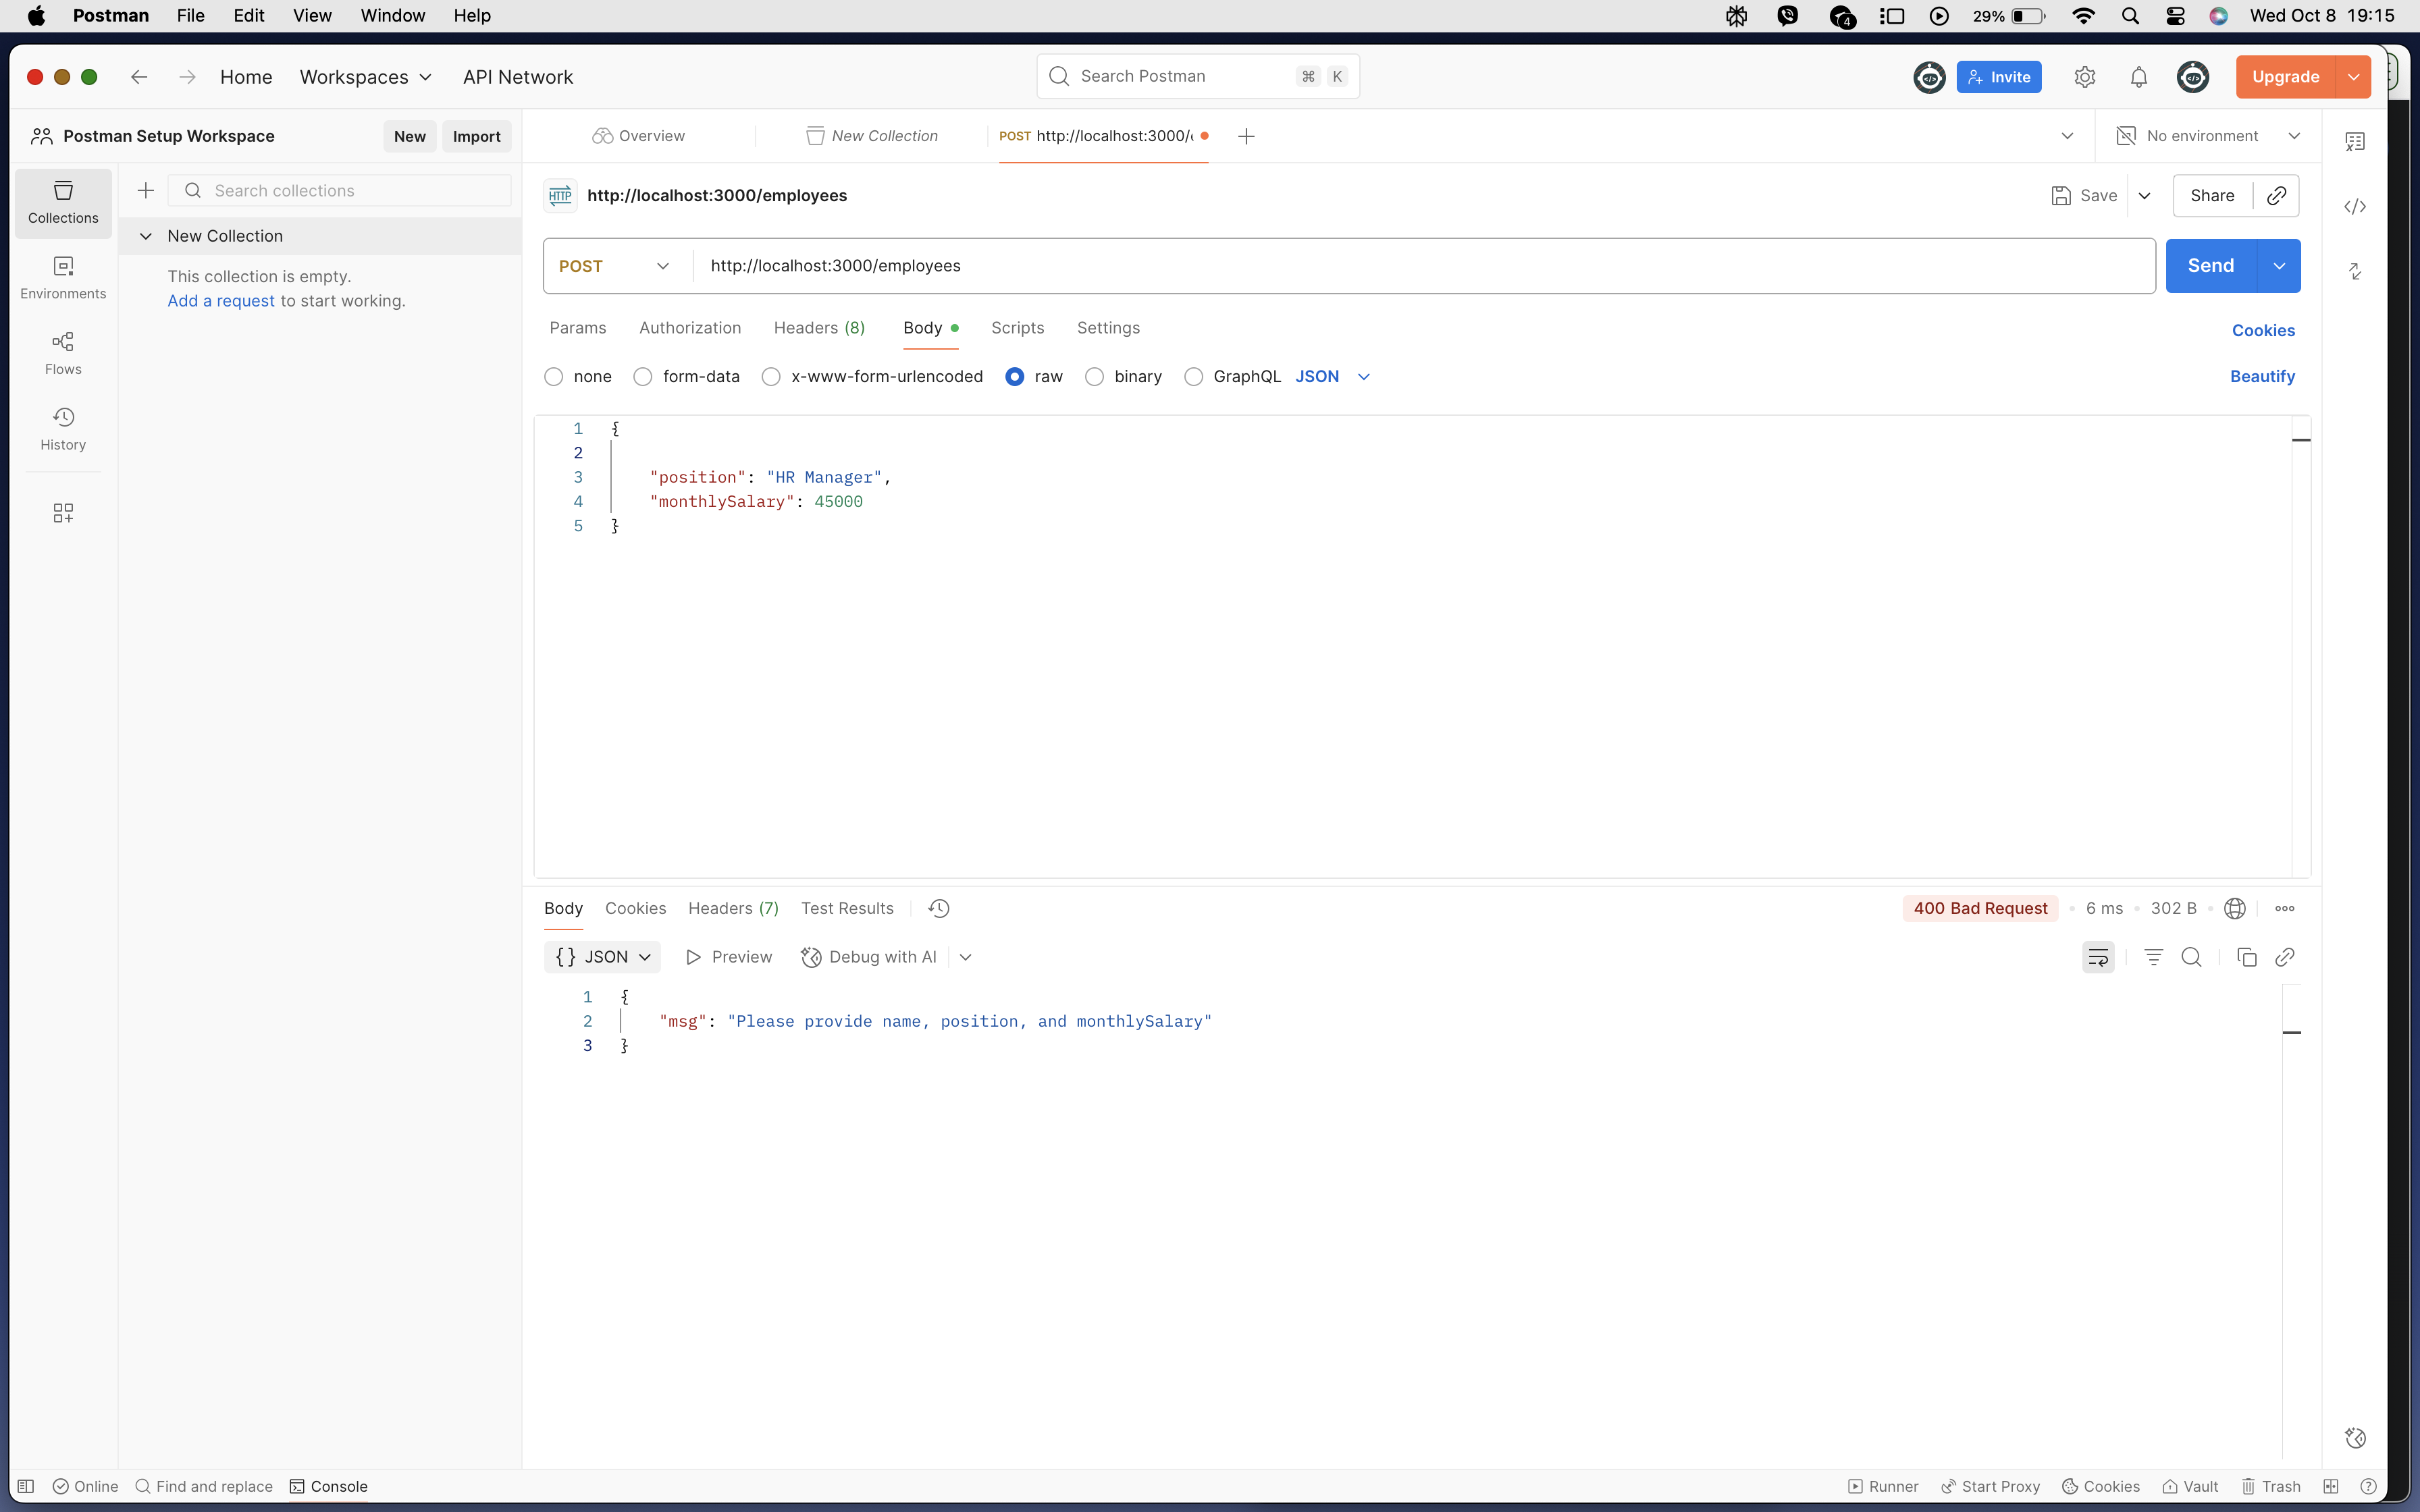 Postman File Edit View Window Help
4 29% Wed Oct 8 19:15
Home Workspaces API Network
Search Postman ⌘ K
Invite Upgrade
Postman Setup Workspace New Import
Overview New Collection POST http://localhost:3000/ No environment
Collections
Search collections
New Collection
This collection is empty.
Add a request to start working.
Environments
Flows
History
HTTP http://localhost:3000/employees Save Share
POST http://localhost:3000/employees Send
Params Authorization Headers (8) Body Scripts Settings Cookies
none form-data x-www-form-urlencoded raw binary GraphQL JSON Beautify
1 {
2
3 "position": "HR Manager",
4 "monthlySalary": 45000
5 }
Body Cookies Headers (7) Test Results 400 Bad Request • 6 ms • 302 B •
{} JSON Preview Debug with AI
1 {
2 "msg": "Please provide name, position, and monthlySalary"
3 }
Online Find and replace Console Runner Start Proxy Cookies Vault Trash